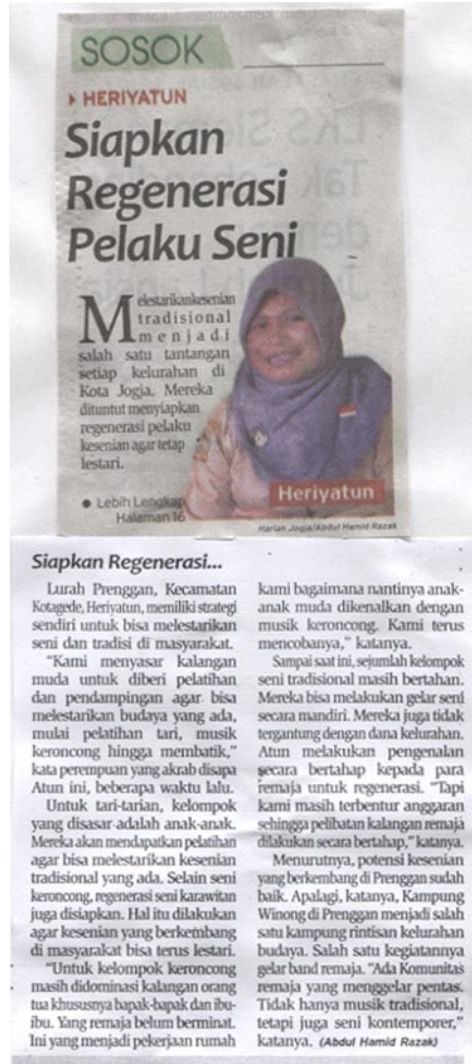 SOSOK
HERIYATUN
Siapkan
Regenerasi
Pelaku Seni
Melestarikan kesenian
tradisional
menjadi
salah satu tantangan
setiap kelurahan di
Kota Jogja. Mereka
dituntut menyiapkan
regenerasi pelaku
kesenian agar tetap
lestari.
● Lebih Lengkap
Halaman 16
Heriyatun
Harian Jogja/Abdul Hamid Razak
Siapkan Regenerasi...
Lurah Prenggan, Kecamatan
Kotagede, Heriyatun, memiliki strategi
sendiri untuk bisa melestarikan
seni dan tradisi di masyarakat.
"Kami menyasar kalangan
muda untuk diberi pelatihan
dan pendampingan agar bisa
melestarikan budaya yang ada,
mulai pelatihan tari, musik
keroncong hingga membatik,"
kata perempuan yang akrab disapa
Atun ini, beberapa waktu lalu.
Untuk tari-tarian, kelompok
yang disasar adalah anak-anak.
Mereka akan mendapatkan pelatihan
agar bisa melestarikan kesenian
tradisional yang ada. Selain seni
keroncong, regenerasi seni karawitan
juga disiapkan. Hal itu dilakukan
agar kesenian yang berkembang
di masyarakat bisa terus lestari.
"Untuk kelompok keroncong
masih didominasi kalangan orang
tua khususnya bapak-bapak dan ibu-
ibu. Yang remaja belum berminat.
Ini yang menjadi pekerjaan rumah
kami bagaimana nantinya anak-
anak muda dikenalkan dengan
musik keroncong. Kami terus
mencobanya," katanya.
Sampai saat ini, sejumlah kelompok
seni tradisional masih bertahan.
Mereka bisa melakukan gelar seni
secara mandiri. Mereka juga tidak
tergantung dengan dana kelurahan.
Atun melakukan pengenalan
secara bertahap kepada para
remaja untuk regenerasi. "Tapi
kami masih terbentur anggaran
sehingga pelibatan kalangan remaja
dilakukan secara bertahap," katanya.
Menurutnya, potensi kesenian
yang berkembang di Prenggan sudah
baik. Apalagi, katanya, Kampung
Winong di Prenggan menjadi salah
satu kampung rintisan kelurahan
budaya. Salah satu kegiatannya
gelar band remaja. "Ada Komunitas
remaja yang menggelar pentas.
Tidak hanya musik tradisional,
tetapi juga seni kontemporer,"
katanya. (Abdul Hamid Razak)